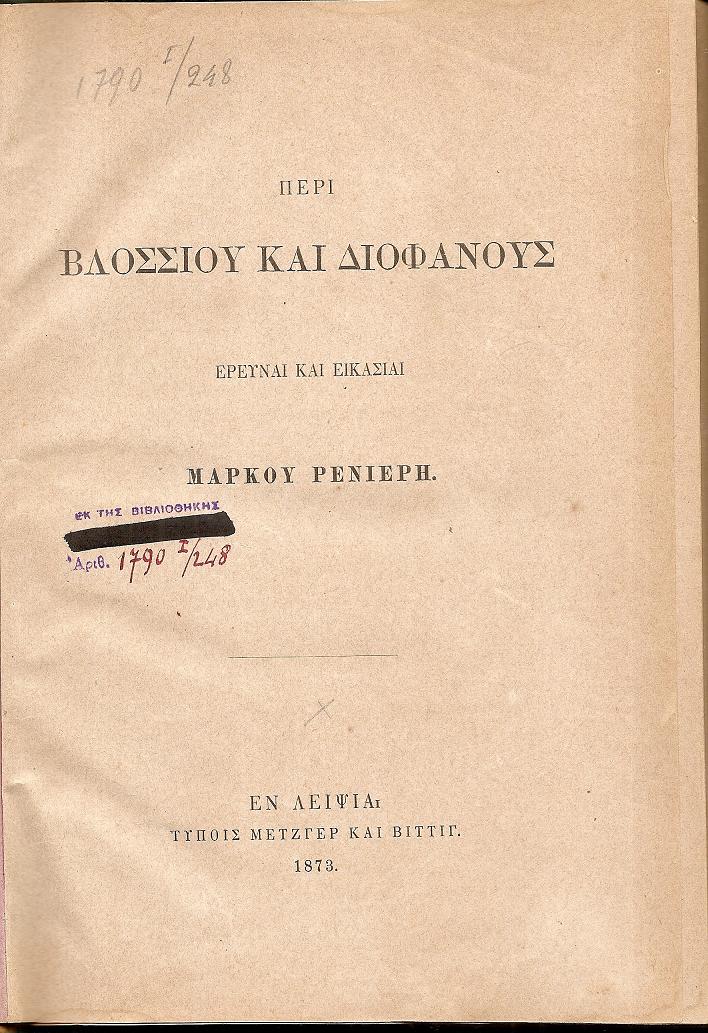 1790 I/248
ΠΕΡΙ
ΒΛΟΣΣΙΟΥ ΚΑΙ ΔΙΟΦΑΝΟΥΣ
ΕΡΕΥΝΑΙ ΚΑΙ ΕΙΚΑΣΙΑΙ
ΜΑΡΚΟΥ ΡΕΝΙΕΡΗ.
ΕΚ ΤΗΣ ΒΙΒΛΙΟΘΗΚΗΣ
Ἀριθ. 1790 I/248
ΕΝ ΛΕΙΨΙΑι
ΤΥΠΟΙΣ ΜΕΤΖΓΕΡ ΚΑΙ ΒΙΤΤΙΓ.
1873.